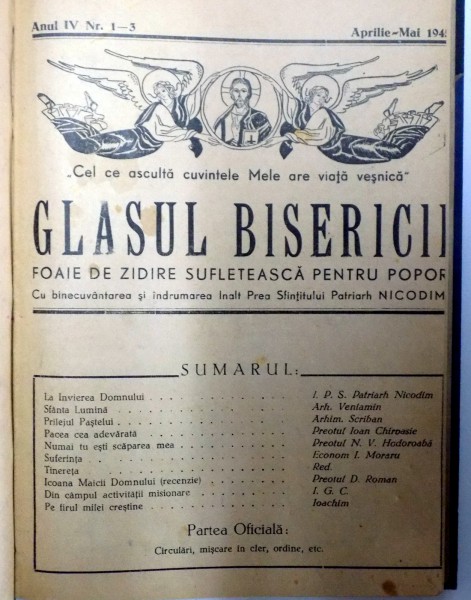 Anul IV Nr. 1—3 Aprilie—Mai 194
„Cel ce ascultă cuvintele Mele are viață veșnică"
GLASUL BISERICII
FOAIE DE ZIDIRE SUFLETEASCĂ PENTRU POPOR
Cu binecuvântarea și îndrumarea Inalt Prea Sfințitului Patriarh NICODIM
SUMARUL:
La Invierea Domnului . . . . . . . . . . I. P. S. Patriarh Nicodim
Sfânta Lumină . . . . . . . . . . Arh. Veniamin
Prilejul Paștelui . . . . . . . . . . Arhim. Scriban
Pacea cea adevărată . . . . . . . . . . Preotul Ioan Chiroasie
Numai tu ești scăparea mea . . . . . . . . . . Preotul N. V. Hodoroabă
Suferința . . . . . . . . . . Econom I. Moraru
Tinerețа . . . . . . . . . . Red.
Icoana Maicii Domnului (recenzie) . . . . . . . . . . Preotul D. Roman
Din câmpul activității misionare . . . . . . . . . . I. G. C.
Pe firul milei creștine . . . . . . . . . . Ioachim
Partea Oficială:
Circulări, mișcare în cler, ordine, etc.